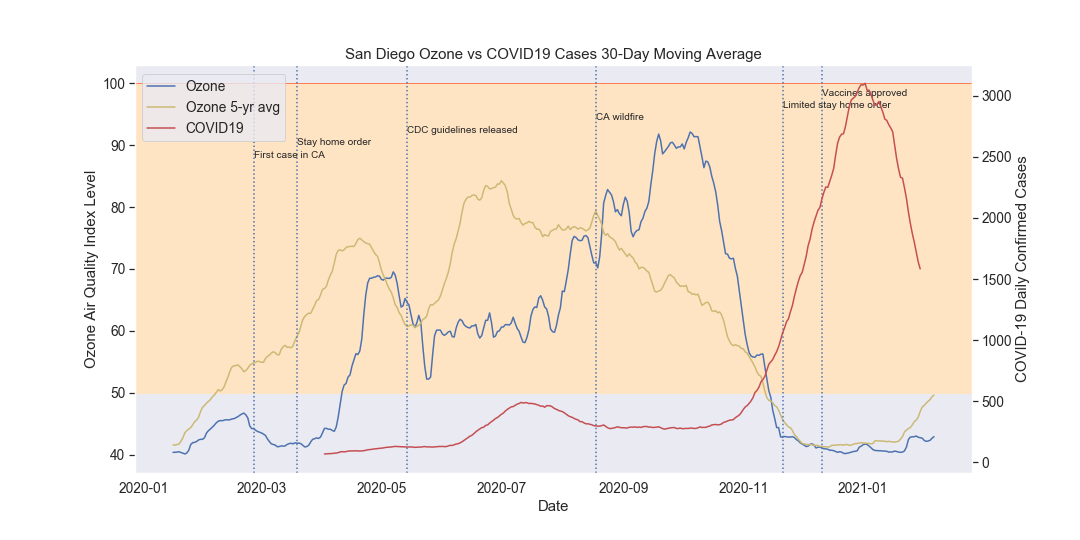 San Diego Ozone vs COVID19 Cases 30-Day Moving Average
Ozone
Ozone 5-yr avg
COVID19
First case in CA
Stay home order
CDC guidelines released
CA wildfire
Vaccines approved
Limited stay home order
Ozone Air Quality Index Level
100
90
80
70
60
50
40
COVID-19 Daily Confirmed Cases
3000
2500
2000
1500
1000
500
0
2020-01 2020-03 2020-05 2020-07 2020-09 2020-11 2021-01
Date